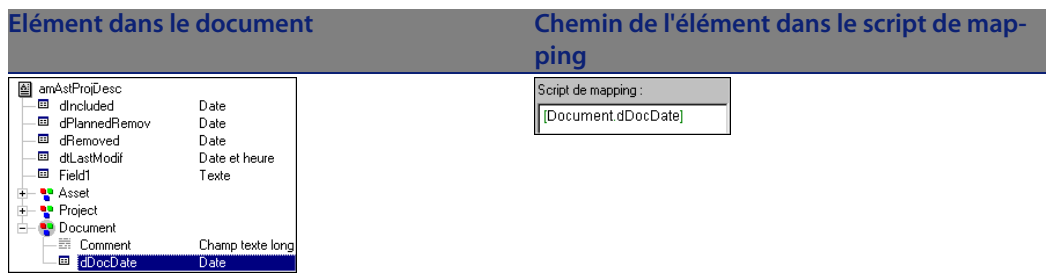 Elément dans le document
Chemin de l'élément dans le script de map-
ping
amAstProjDesc
dIncluded Date
dPlannedRemov Date
dRemoved Date
dtLastModif Date et heure
Field1 Texte
Asset
Project
Document
Comment Champ texte long
dDocDate Date
Script de mapping :
[Document.dDocDate]